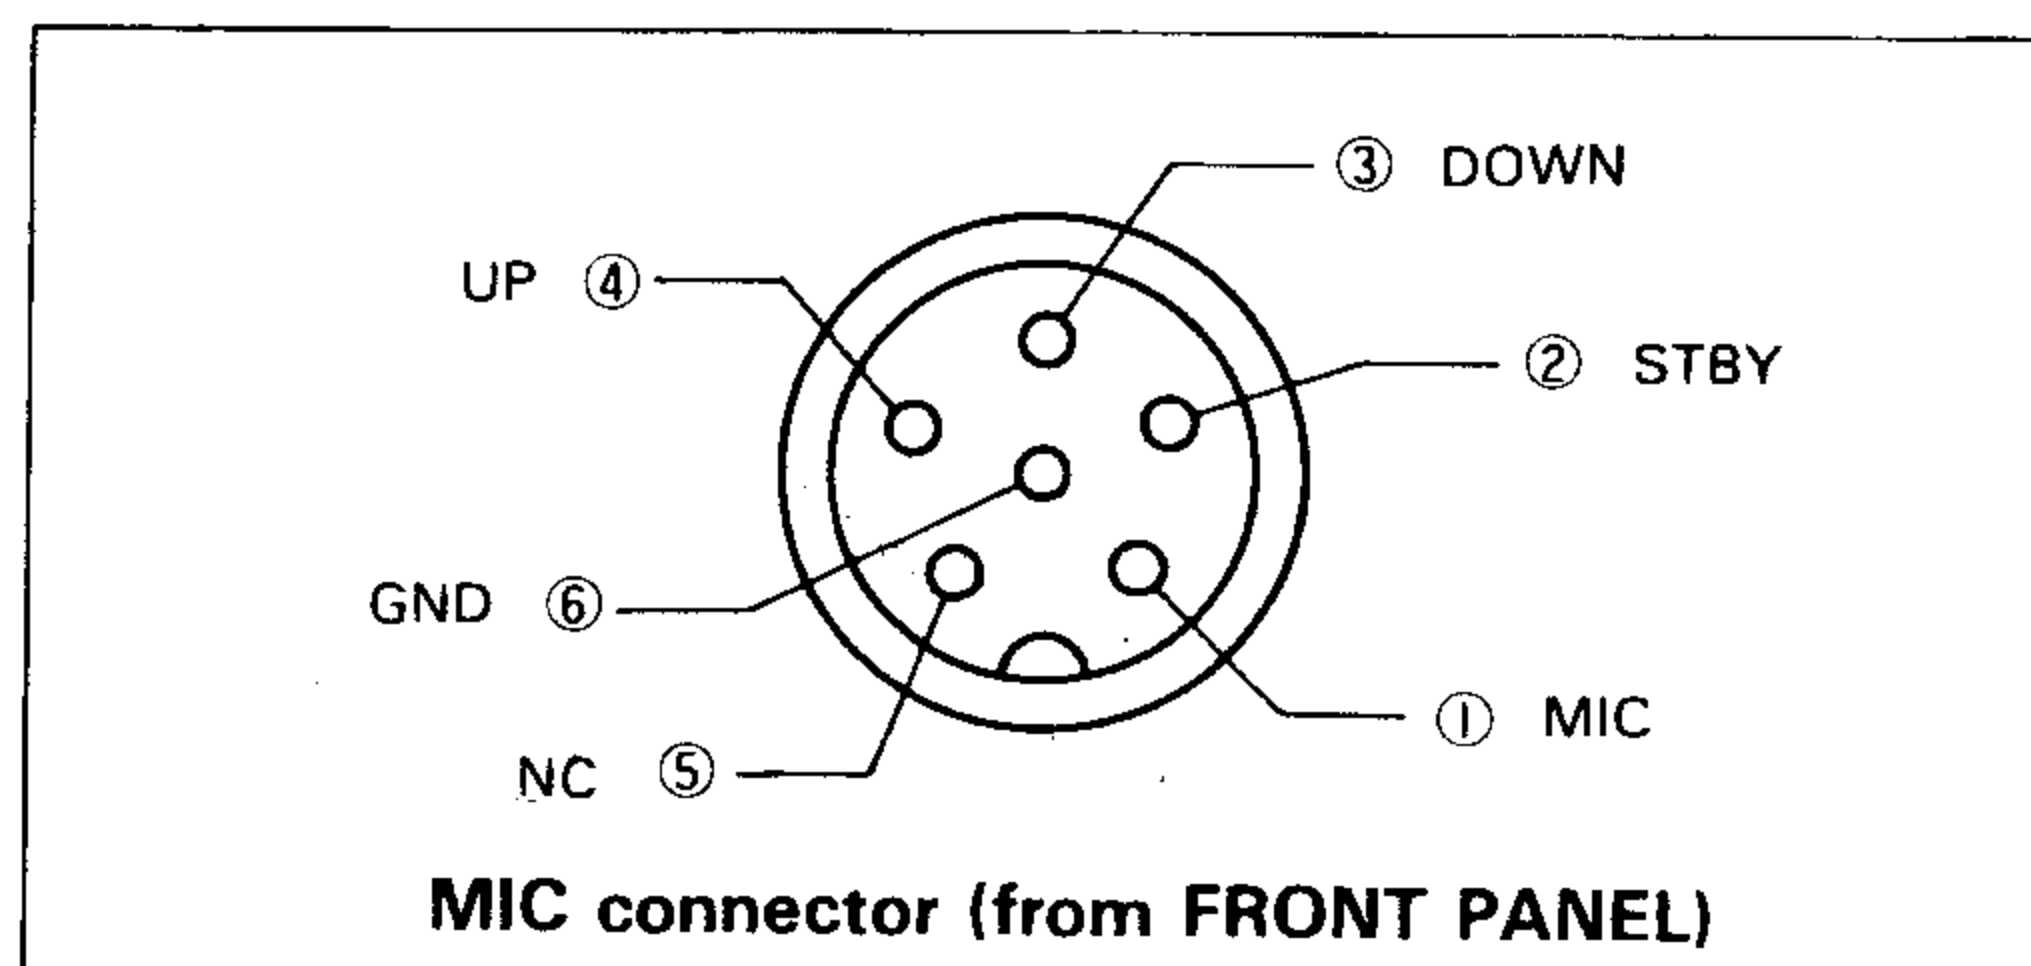 ③ DOWN
UP ④
② STBY
GND ⑥
① MIC
NC ⑤
MIC connector (from FRONT PANEL)